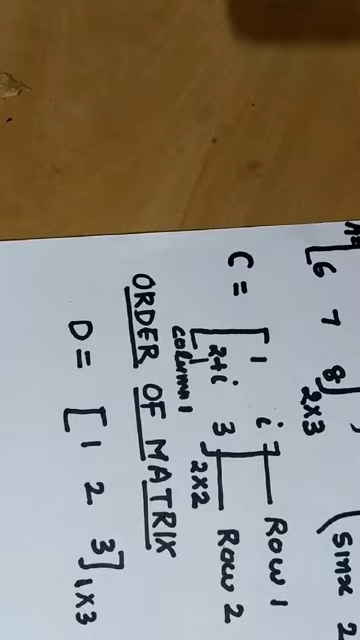 A=
[6 7 8] 2x3 , (sinx 2
C = [1 i Row 1
2+i 3] 2x2 Row 2
column 1
ORDER OF MATRIX
D = [1 2 3] 1x3